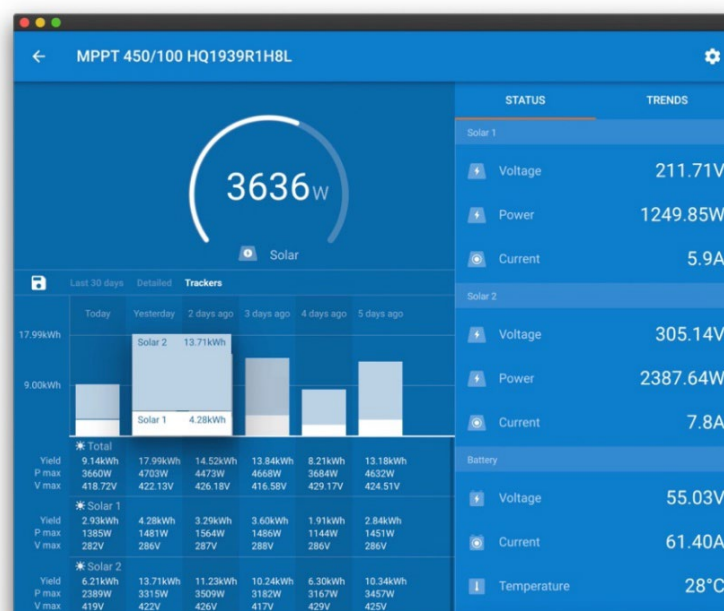 MPPT 450/100 HQ1939R1H8L
3636W
Solar
Last 30 days Detailed Trackers
Today Yesterday 2 days ago 3 days ago 4 days ago 5 days ago
17.99kWh
9.00kWh
Solar 2 13.71kWh
Solar 1 4.28kWh
Total
Yield 9.14kWh 17.99kWh 14.52kWh 13.84kWh 8.21kWh 13.18kWh
P max 3660W 4703W 4473W 4668W 3684W 4632W
V max 418.72V 422.13V 426.18V 416.58V 429.17V 424.51V
Solar 1
Yield 2.93kWh 4.28kWh 3.29kWh 3.60kWh 1.91kWh 2.84kWh
P max 1385W 1481W 1564W 1486W 1144W 1451W
V max 282V 286V 287V 288V 286V 286V
Solar 2
Yield 6.21kWh 13.71kWh 11.23kWh 10.24kWh 6.30kWh 10.34kWh
P max 2389W 3315W 3509W 3182W 3167W 3457W
V max 419V 422V 426V 417V 429V 425V
STATUS TRENDS
Solar 1
Voltage 211.71V
Power 1249.85W
Current 5.9A
Solar 2
Voltage 305.14V
Power 2387.64W
Current 7.8A
Battery
Voltage 55.03V
Current 61.40A
Temperature 28°C